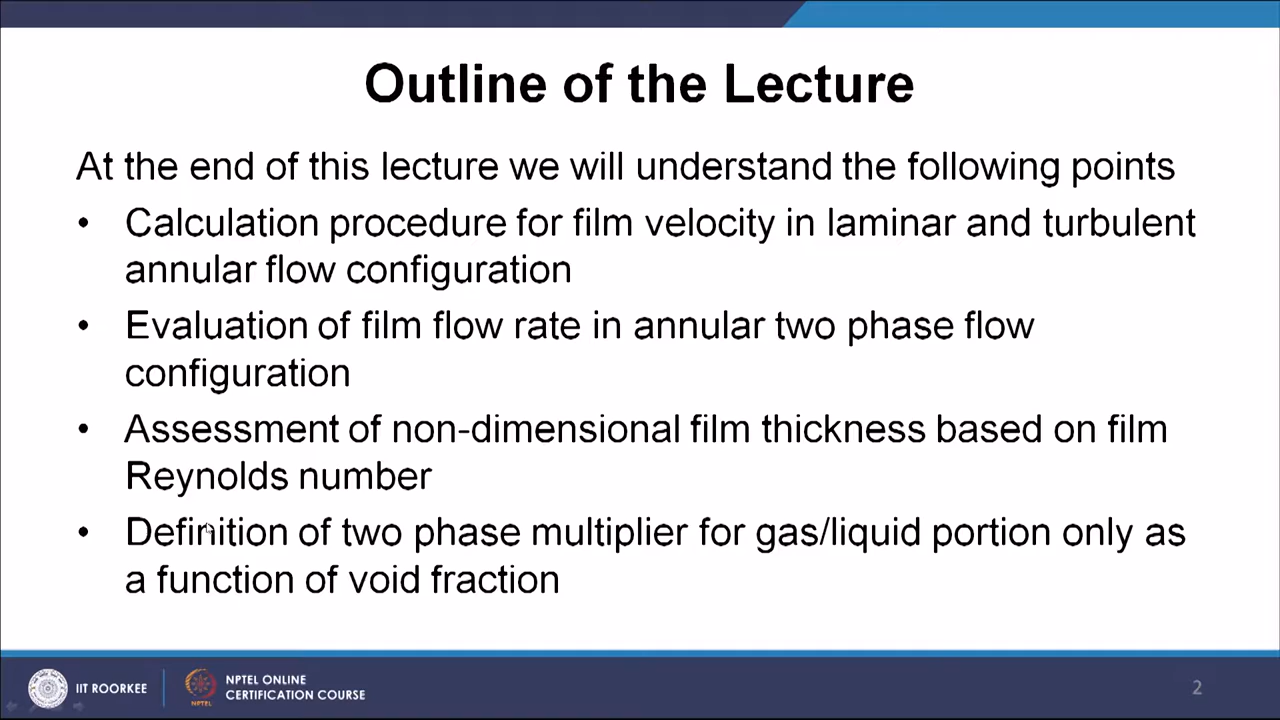 Outline of the Lecture
At the end of this lecture we will understand the following points
• Calculation procedure for film velocity in laminar and turbulent
annular flow configuration
• Evaluation of film flow rate in annular two phase flow
configuration
• Assessment of non-dimensional film thickness based on film
Reynolds number
• Definition of two phase multiplier for gas/liquid portion only as
a function of void fraction
IIT ROORKEE
NPTEL
NPTEL ONLINE
CERTIFICATION COURSE
2